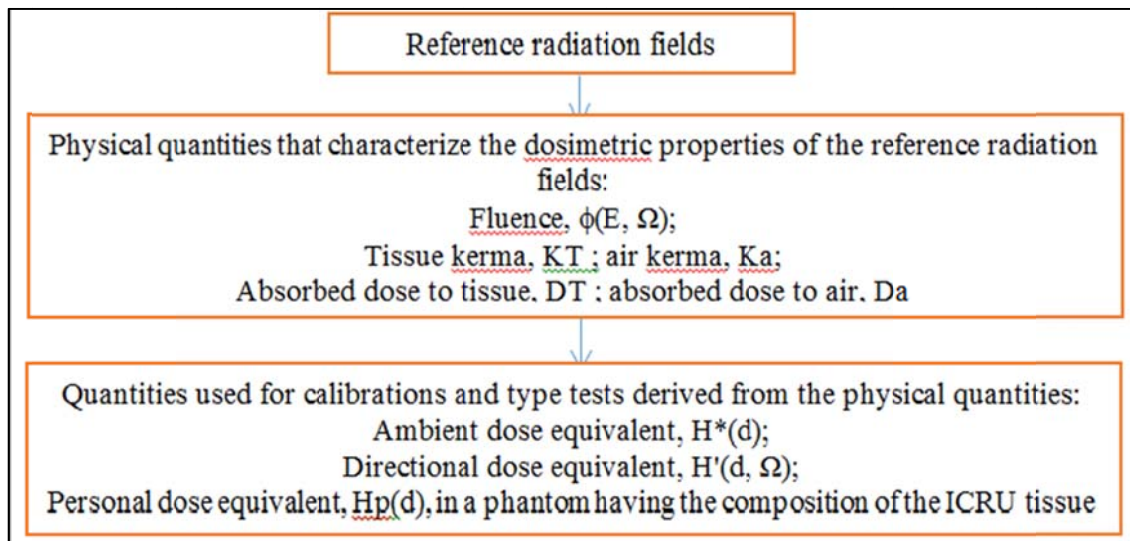 Reference radiation fields
Physical quantities that characterize the dosimetric properties of the reference radiation
fields:
Fluence, ϕ(E, Ω);
Tissue kerma, KT ; air kerma, Ka;
Absorbed dose to tissue, DT ; absorbed dose to air, Da
Quantities used for calibrations and type tests derived from the physical quantities:
Ambient dose equivalent, H*(d);
Directional dose equivalent, H'(d, Ω);
Personal dose equivalent, Hp(d), in a phantom having the composition of the ICRU tissue